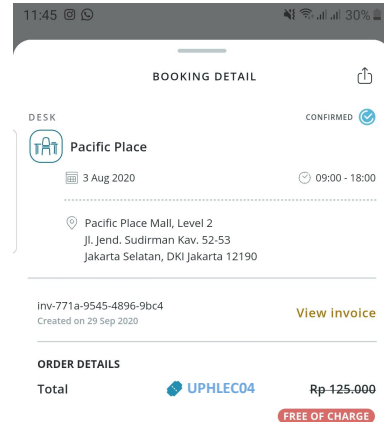 11:45 30%
BOOKING DETAIL
DESK CONFIRMED
Pacific Place
3 Aug 2020 09:00 - 18:00
Pacific Place Mall, Level 2
Jl. Jend. Sudirman Kav. 52-53
Jakarta Selatan, DKI Jakarta 12190
inv-771a-9545-4896-9bc4 View invoice
Created on 29 Sep 2020
ORDER DETAILS
Total UPHLEC04 Rp 125.000
FREE OF CHARGE